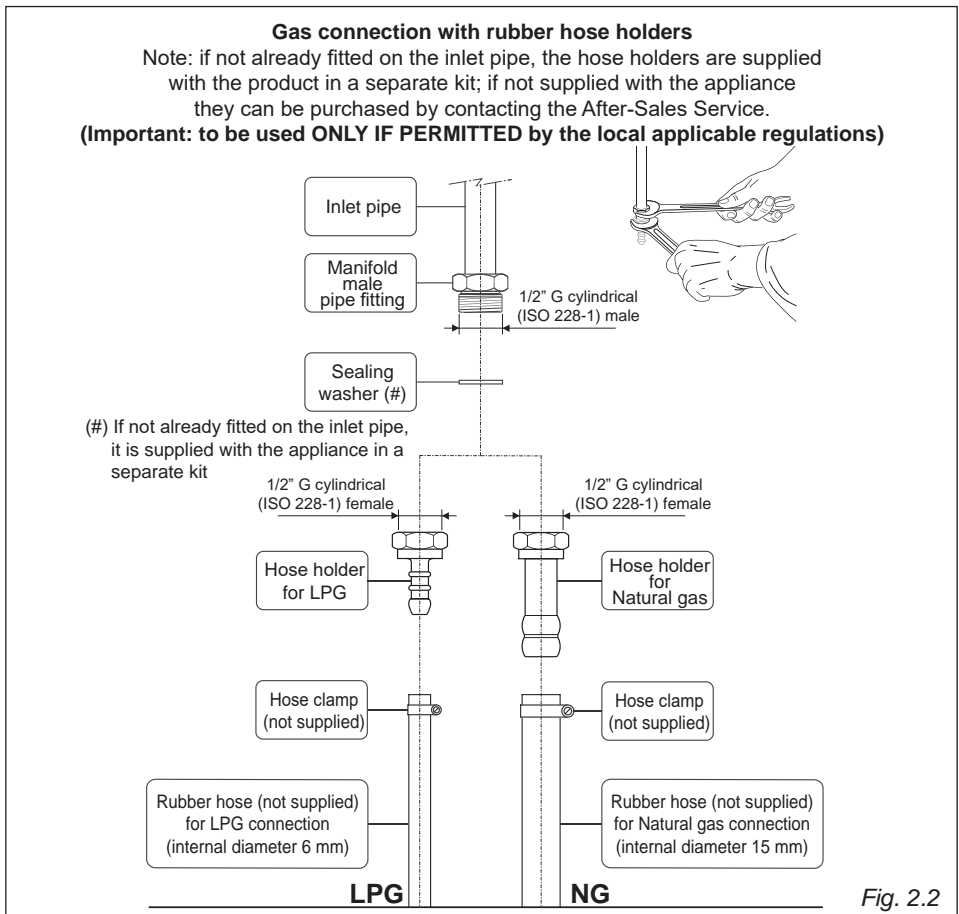 Gas connection with rubber hose holders
Note: if not already fitted on the inlet pipe, the hose holders are supplied
with the product in a separate kit; if not supplied with the appliance
they can be purchased by contacting the After-Sales Service.
(Important: to be used ONLY IF PERMITTED by the local applicable regulations)
Inlet pipe
Manifold
male
pipe fitting
1/2” G cylindrical
(ISO 228-1) male
Sealing
washer (#)
(#) If not already fitted on the inlet pipe,
it is supplied with the appliance in a
separate kit
1/2” G cylindrical
(ISO 228-1) female
1/2” G cylindrical
(ISO 228-1) female
Hose holder
for LPG
Hose holder
for
Natural gas
Hose clamp
(not supplied)
Hose clamp
(not supplied)
Rubber hose (not supplied)
for LPG connection
(internal diameter 6 mm)
Rubber hose (not supplied)
for Natural gas connection
(internal diameter 15 mm)
LPG
NG
Fig. 2.2